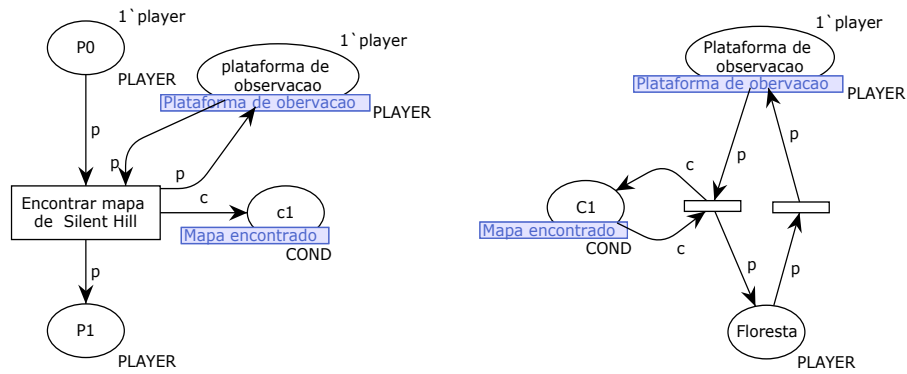 1`player
P0
PLAYER
1`player
plataforma de
observacao
Plataforma de obervacao
PLAYER
p
p
p
Encontrar mapa
de Silent Hill
c
c1
Mapa encontrado
COND
p
P1
PLAYER
1`player
Plataforma de
observacao
Plataforma de obervacao
PLAYER
p
p
c
C1
Mapa encontrado
COND
c
p
p
Floresta
PLAYER